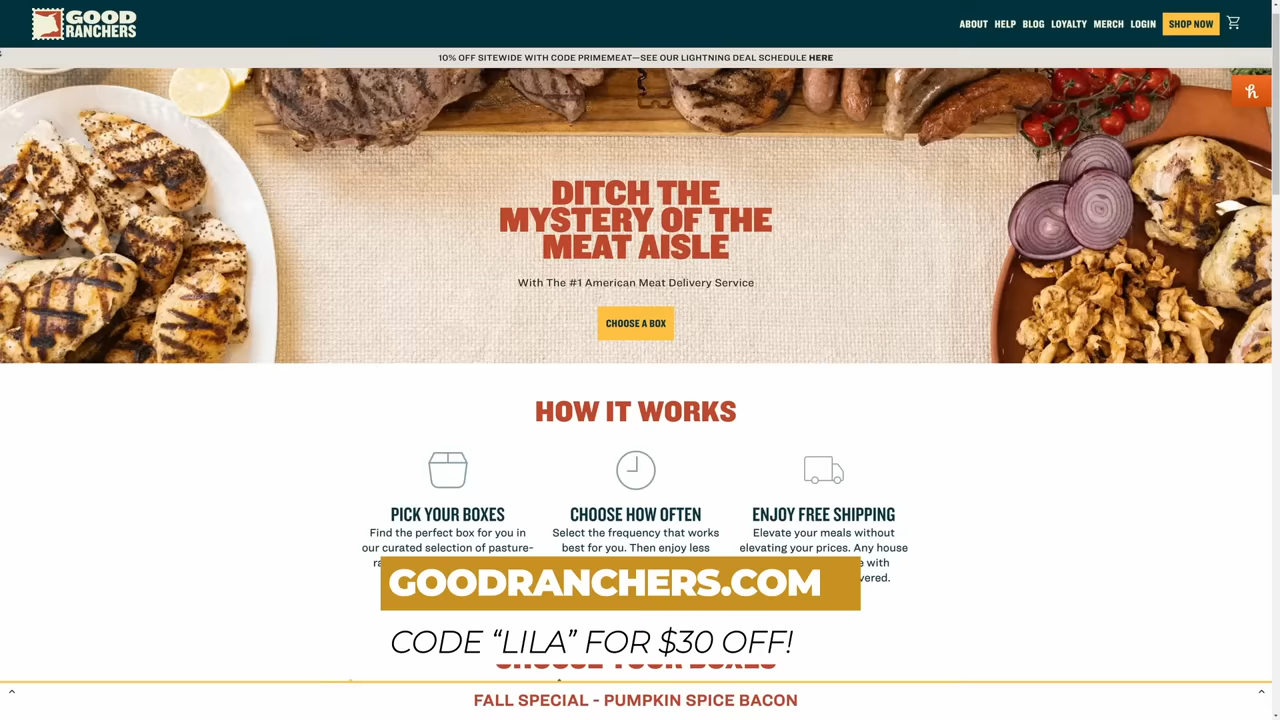 GOOD
RANCHERS
ABOUT HELP BLOG LOYALTY MERCH LOGIN SHOP NOW
10% OFF SITEWIDE WITH CODE PRIMEMEAT—SEE OUR LIGHTNING DEAL SCHEDULE HERE
DITCH THE
MYSTERY OF THE
MEAT AISLE
With The #1 American Meat Delivery Service
CHOOSE A BOX
HOW IT WORKS
PICK YOUR BOXES
Find the perfect box for you in
our curated selection of pasture-
CHOOSE HOW OFTEN
Select the frequency that works
best for you. Then enjoy less
ENJOY FREE SHIPPING
Elevate your meals without
elevating your prices. Any house
with
GOODRANCHERS.COM
CODE “LILA” FOR $30 OFF!
CHOOSE YOUR BOXES
FALL SPECIAL - PUMPKIN SPICE BACON